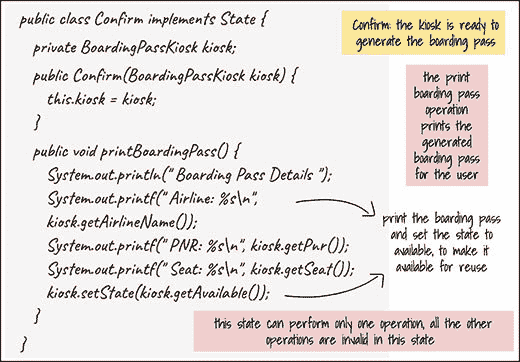 public class Confirm implements State {
private BoardingPassKiosk kiosk;
public Confirm(BoardingPassKiosk kiosk) {
this.kiosk = kiosk;
}
public void printBoardingPass() {
System.out.println(" Boarding Pass Details ");
System.out.printf(" Airline: %s\n",
kiosk.getAirlineName());
System.out.printf(" PNR: %s\n", kiosk.getPnr());
System.out.printf(" Seat: %s\n", kiosk.getSeat());
kiosk.setState(kiosk.getAvailable());
}
}
Confirm: the kiosk is ready to
generate the boarding pass
the print
boarding pass
operation
prints the
generated
boarding pass
for the user
print the boarding pass
and set the state to
available, to make it
available for reuse
this state can perform only one operation, all the other
operations are invalid in this state